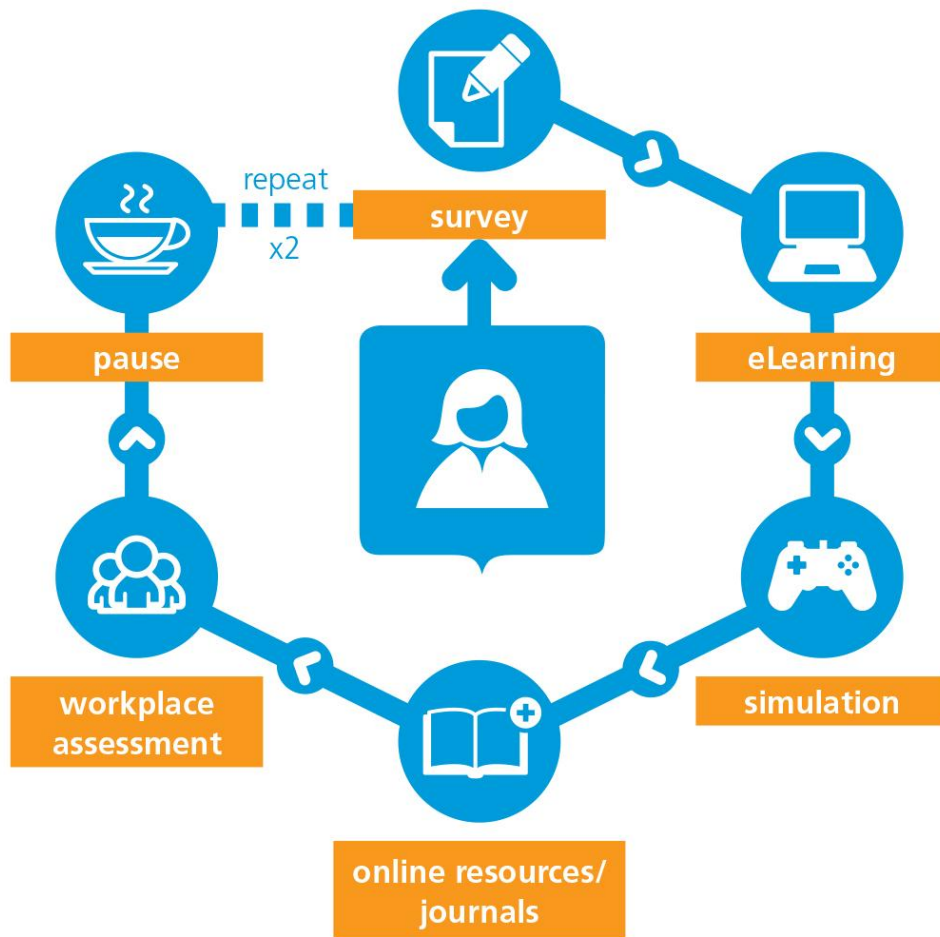 repeat
x2
survey
pause
eLearning
workplace
assessment
simulation
online resources/
journals